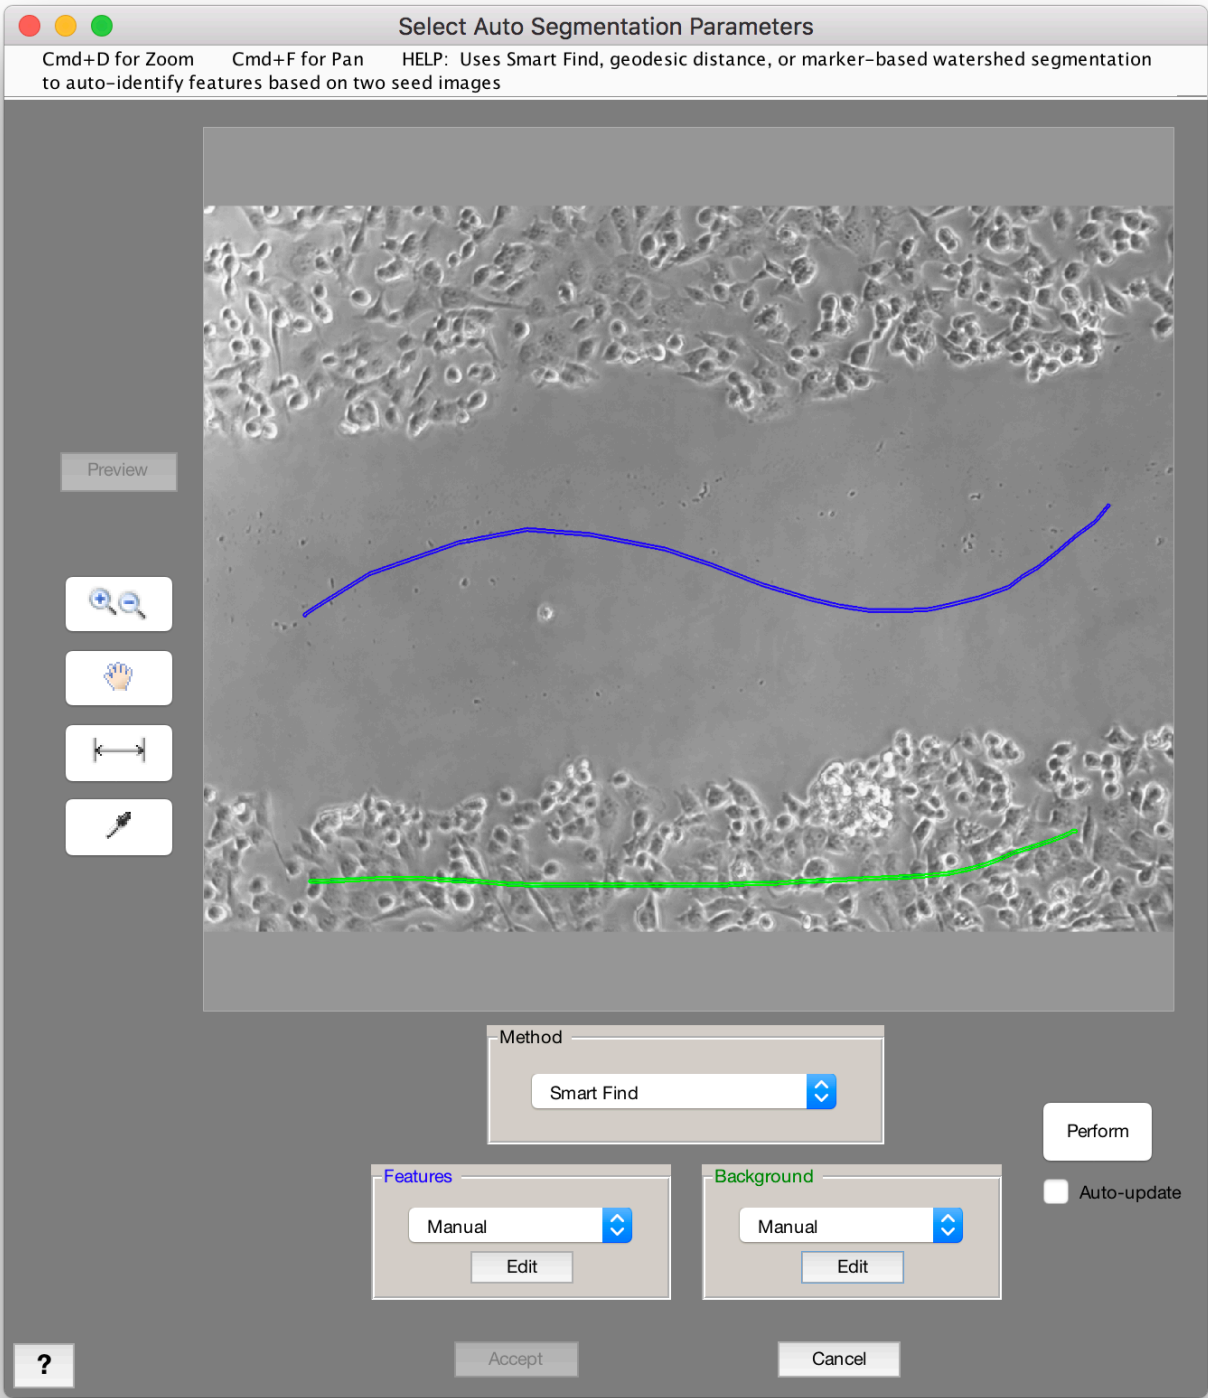 Select Auto Segmentation Parameters
Cmd+D for Zoom Cmd+F for Pan HELP: Uses Smart Find, geodesic distance, or marker-based watershed segmentation
to auto-identify features based on two seed images
Preview
Method
Smart Find
Perform
Features
Background
Auto-update
Manual
Manual
Edit
Edit
?
Accept
Cancel